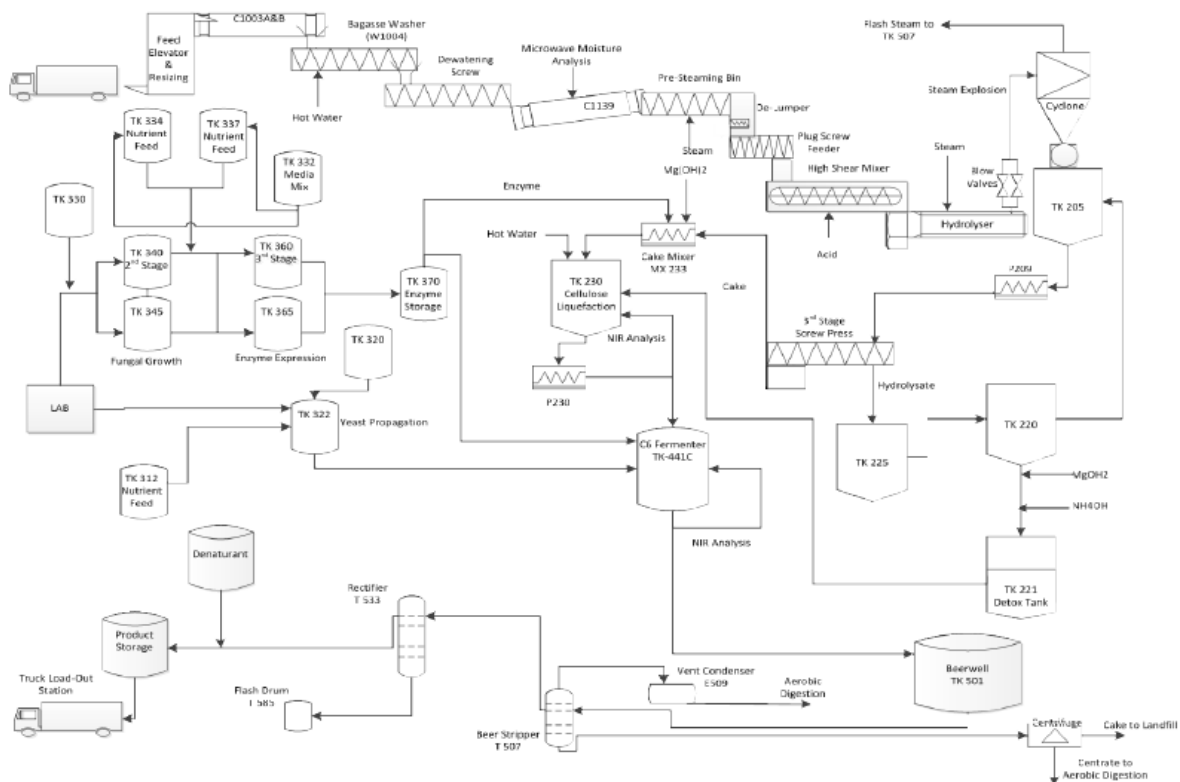 C1003A&B
Feed
Elevator
&
Resizing
Bagasse Washer
(W1004)
Dewatering
Screw
Hot Water
Microwave Moisture
Analysis
C1139
Pre-Steaming Bin
De-Lumper
Steam
Plug Screw
Feeder
High Shear Mixer
Acid
Steam
Hydrolyser
Blow
Valves
Steam Explosion
Flash Steam to
TK 507
Cyclone
TK 205
P209
TK 334
Nutrient
Feed
TK 337
Nutrient
Feed
TK 332
Media
Mix
TK 330
TK 340
2nd Stage
TK 345
Fungal Growth
TK 360
3rd Stage
TK 365
Enzyme Expression
TK 370
Enzyme
Storage
Enzyme
Mg(OH)2
Hot Water
Cake Mixer
MX 233
Cake
TK 230
Cellulose
Liquefaction
NIR Analysis
P230
Stage
Screw Press
Hydrolysate
TK 225
TK 220
MgOH2
NH4OH
TK 221
Detox Tank
LAB
TK 320
TK 322
Yeast Propagation
TK 312
Nutrient
Feed
C6 Fermenter
TK-441C
NIR Analysis
Denaturant
Product
Storage
Truck Load-Out
Station
Rectifier
T 533
Flash Drum
T 585
Beer Stripper
T 507
Vent Condenser
E509
Aerobic
Digestion
Beerwell
TK 501
Centrifuge
Cake to Landfill
Centrate to
Aerobic Digestion